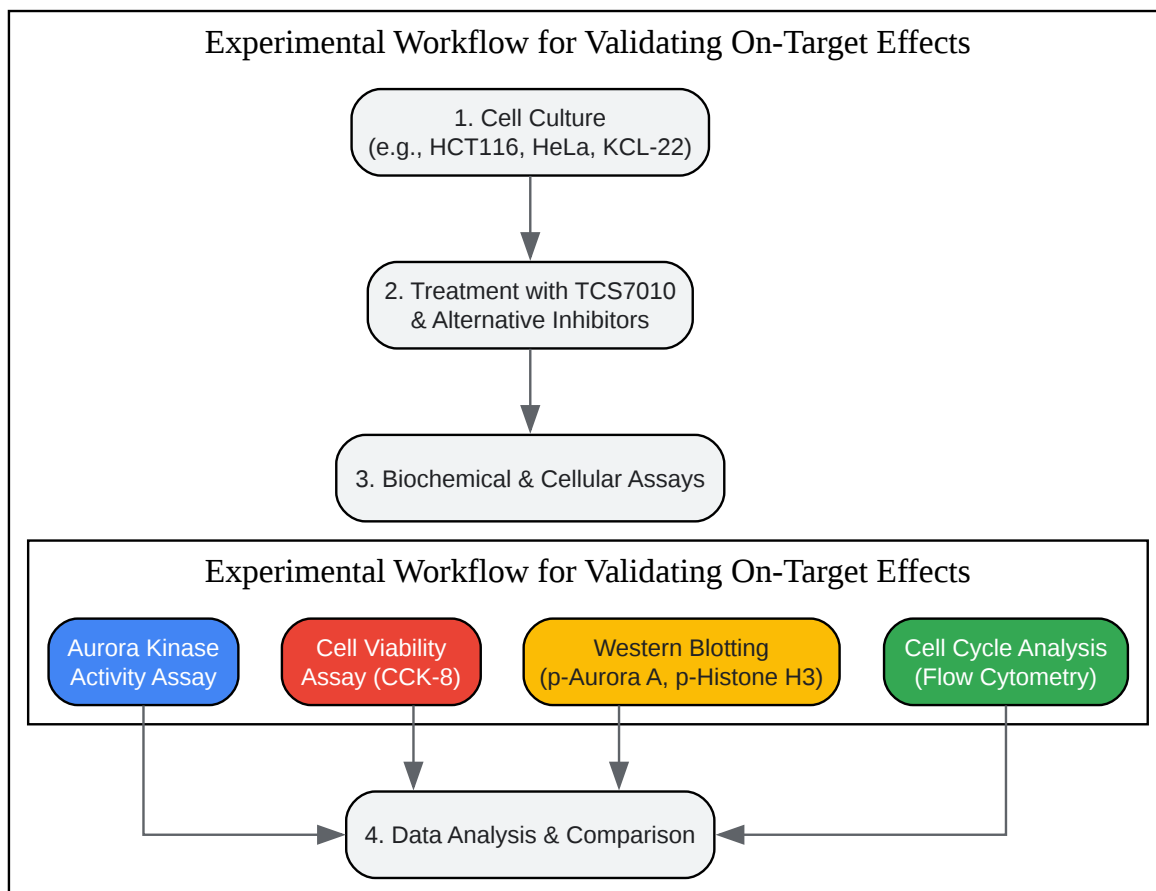 Experimental Workflow for Validating On-Target Effects
1. Cell Culture
(e.g., HCT116, HeLa, KCL-22)
2. Treatment with TCS7010
& Alternative Inhibitors
3. Biochemical & Cellular Assays
Experimental Workflow for Validating On-Target Effects
Aurora Kinase
Activity Assay
Cell Viability
Assay (CCK-8)
Western Blotting
(p-Aurora A, p-Histone H3)
Cell Cycle Analysis
(Flow Cytometry)
4. Data Analysis & Comparison